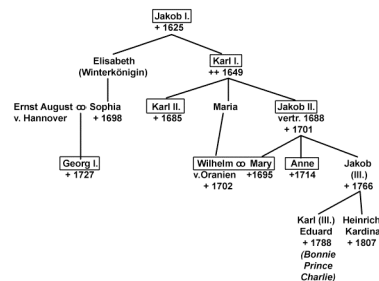 Jakob I.
+ 1625
Elisabeth
(Winterkönigin)
Karl I.
++ 1649
Ernst August ∞ Sophia
v. Hannover + 1698
Karl II.
+ 1685
Maria
Jakob II.
vertr. 1688
+ 1701
Georg I.
+ 1727
Wilhelm ∞ Mary
v.Oranien +1695
+ 1702
Anne
+1714
Jakob
(III.)
+ 1766
Karl (III.)
Eduard
+ 1788
(Bonnie
Prince
Charlie)
Heinrich
Kardina
+ 1807